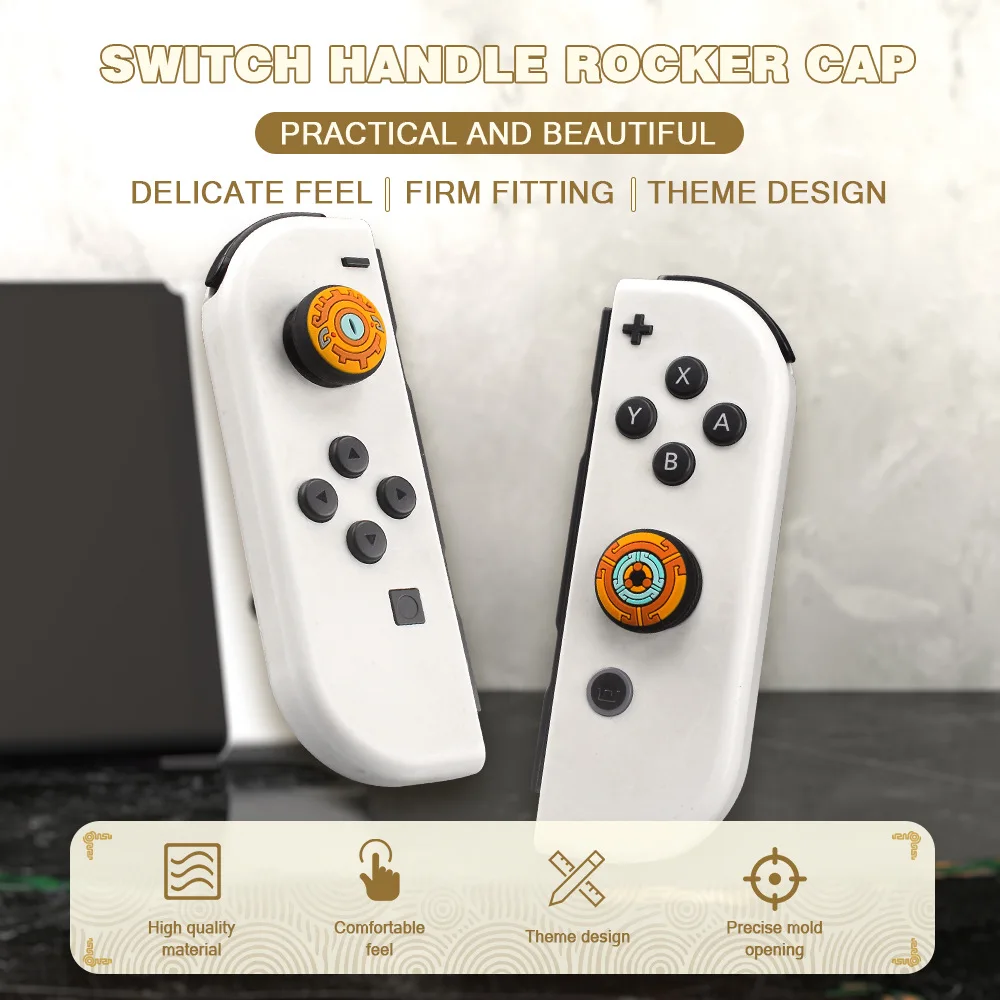 SWITCH HANDLE ROCKER CAP
PRACTICAL AND BEAUTIFUL
DELICATE FEEL | FIRM FITTING | THEME DESIGN
X
Y
A
B
High quality
material
Comfortable
feel
Theme design
Precise mold
opening